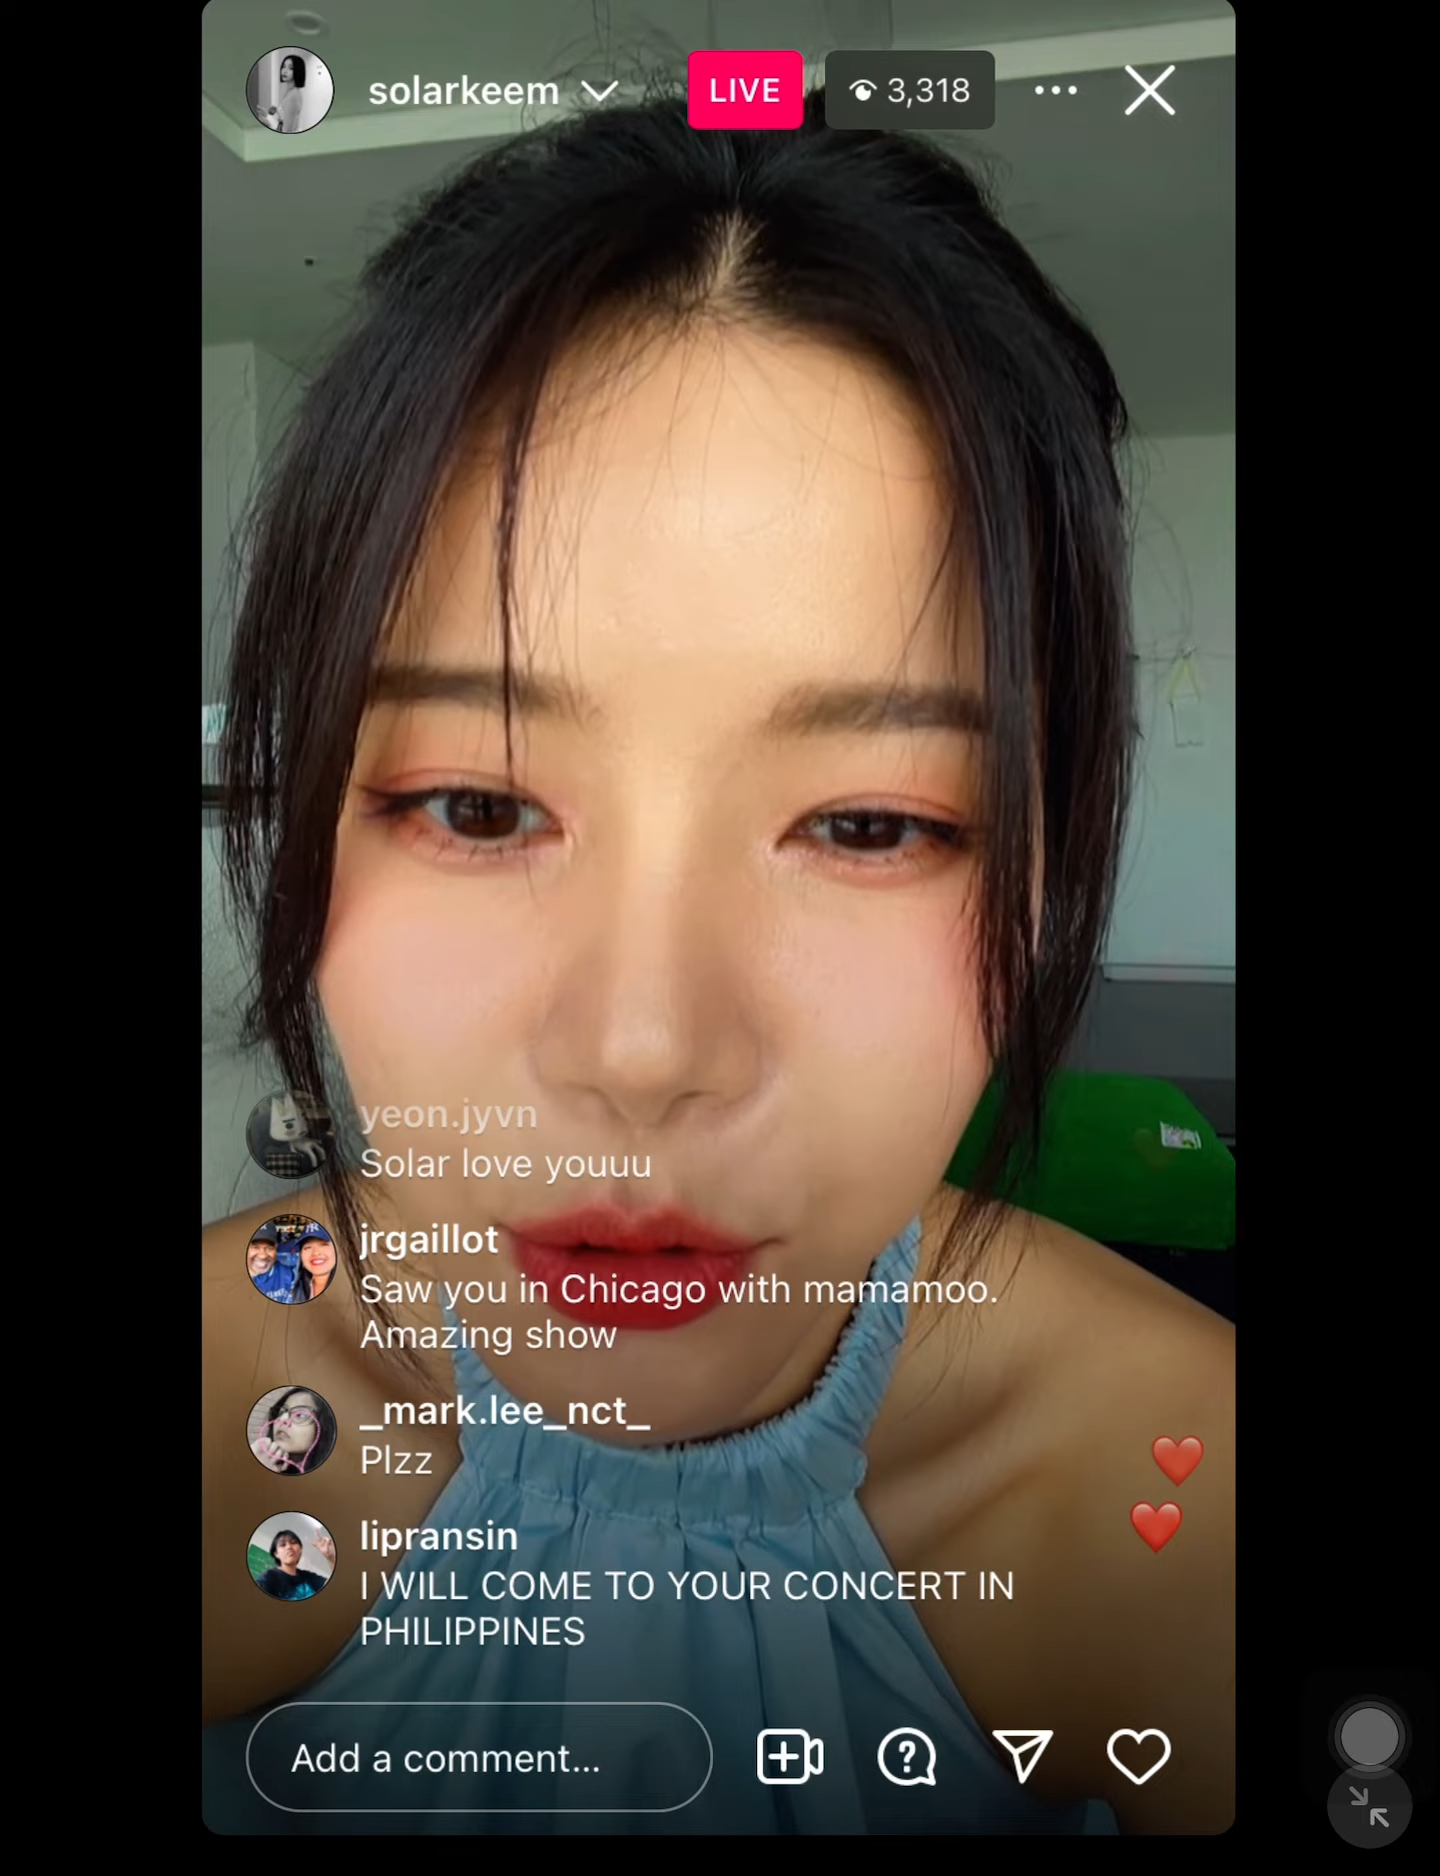 solarkeem
LIVE
3,318
yeon.jyvn
Solar love youuu
jrgaillot
Saw you in Chicago with mamamoo.
Amazing show
_mark.lee_nct_
Plzz
lipransin
I WILL COME TO YOUR CONCERT IN
PHILIPPINES
Add a comment...